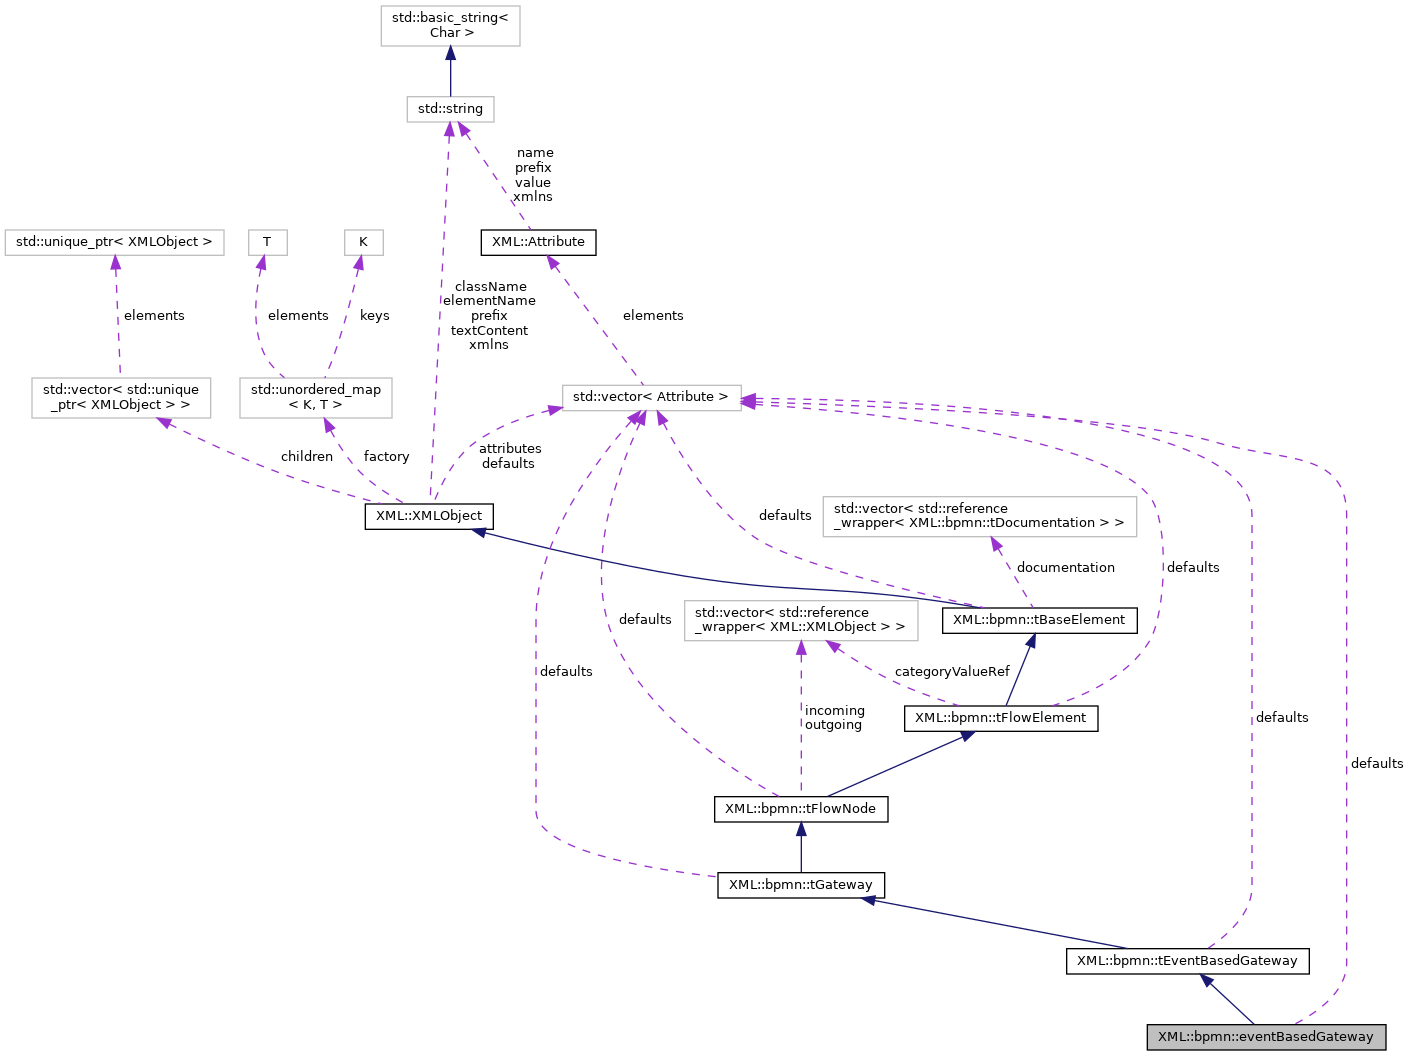 std::basic_string<
Char >
std::string
name
prefix
value
xmlns
std::unique_ptr< XMLObject >
T
K
XML::Attribute
className
elementName
prefix
textContent
xmlns
elements
elements
keys
elements
std::vector< std::unique
_ptr< XMLObject > >
std::unordered_map
< K, T >
std::vector< Attribute >
children
factory
attributes
defaults
XML::XMLObject
defaults
std::vector< std::reference
_wrapper< XML::bpmn::tDocumentation > >
documentation
defaults
defaults
std::vector< std::reference
_wrapper< XML::XMLObject > >
XML::bpmn::tBaseElement
defaults
categoryValueRef
incoming
outgoing
XML::bpmn::tFlowElement
defaults
defaults
XML::bpmn::tFlowNode
XML::bpmn::tGateway
XML::bpmn::tEventBasedGateway
XML::bpmn::eventBasedGateway